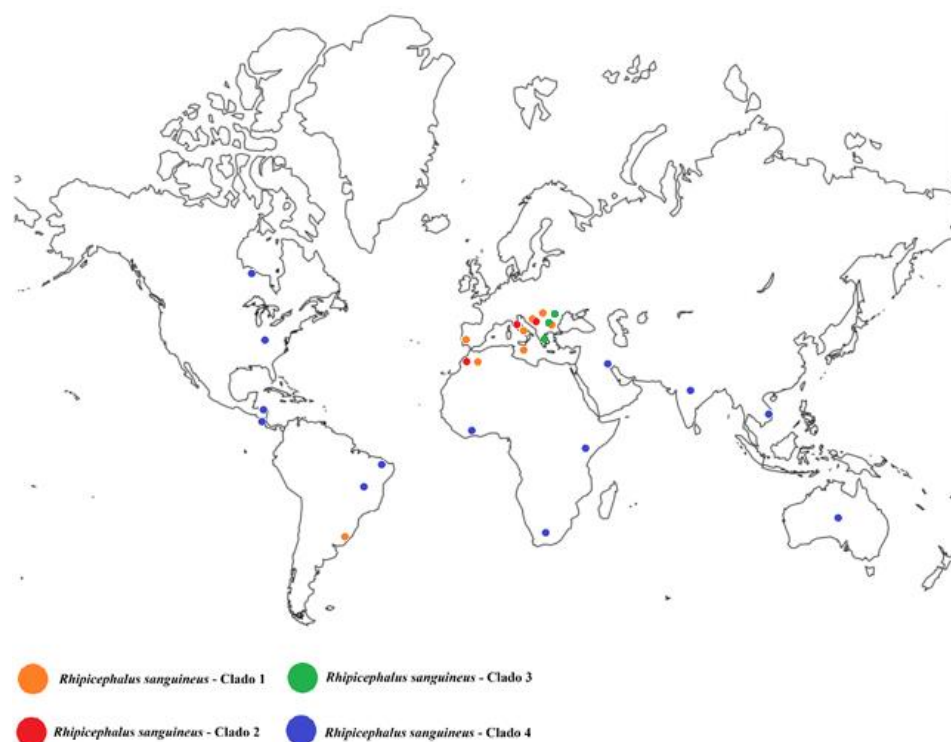 Rhipicephalus sanguineus - Clado 1
Rhipicephalus sanguineus - Clado 3
Rhipicephalus sanguineus - Clado 2
Rhipicephalus sanguineus - Clado 4